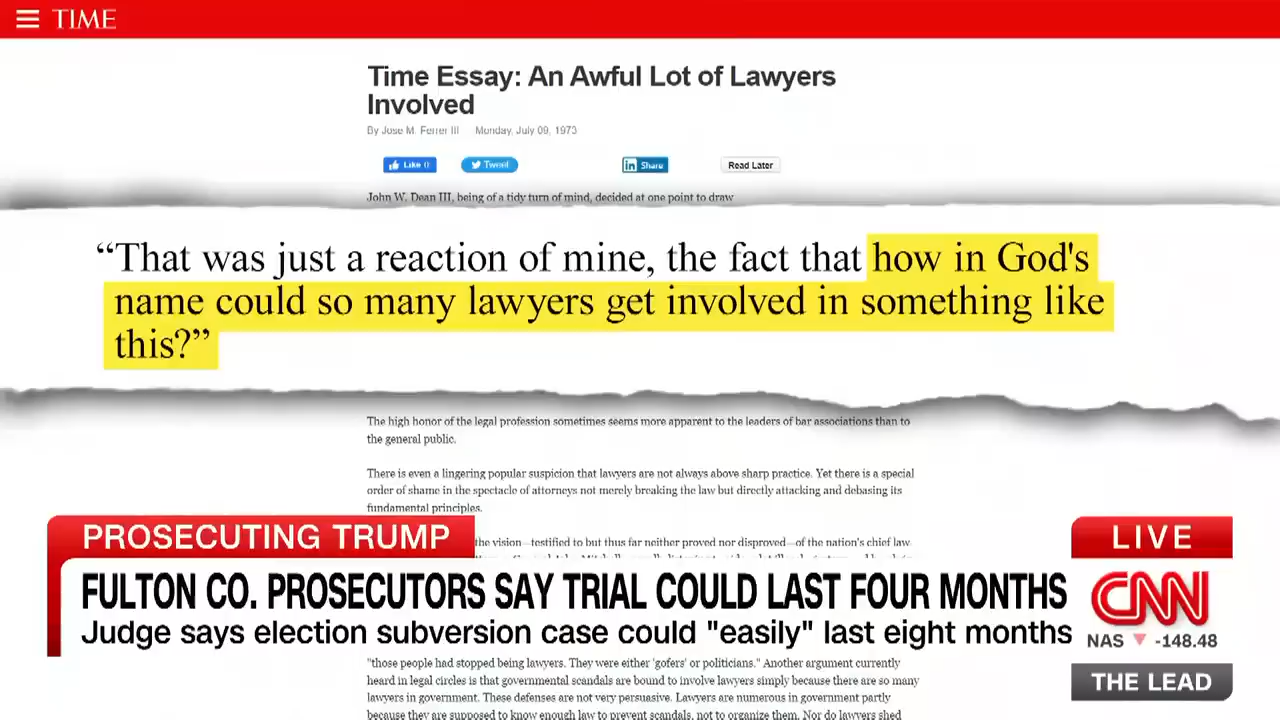 TIME
Time Essay: An Awful Lot of Lawyers
Involved
By Jose M. Ferrer III Monday, July 09, 1973
Like 0 Tweet Share Read Later
John W. Dean III, being of a tidy turn of mind, decided at one point to draw
“That was just a reaction of mine, the fact that how in God's
name could so many lawyers get involved in something like
this?”
The high honor of the legal profession sometimes seems more apparent to the leaders of bar associations than to
the general public.
There is even a lingering popular suspicion that lawyers are not always above sharp practice. Yet there is a special
order of shame in the spectacle of attorneys not merely breaking the law but directly attacking and debasing its
fundamental principles.
the vision—testified to but thus far neither proved nor disproved—of the nation's chief law
PROSECUTING TRUMP
FULTON CO. PROSECUTORS SAY TRIAL COULD LAST FOUR MONTHS
Judge says election subversion case could "easily" last eight months
LIVE
CNN
NAS -148.48
THE LEAD
"those people had stopped being lawyers. They were either 'gofers' or politicians." Another argument currently
heard in legal circles is that governmental scandals are bound to involve lawyers simply because there are so many
lawyers in government. These defenses are not very persuasive. Lawyers are numerous in government partly
because they are supposed to know enough law to prevent scandals, not to organize them. Nor do lawyers shed